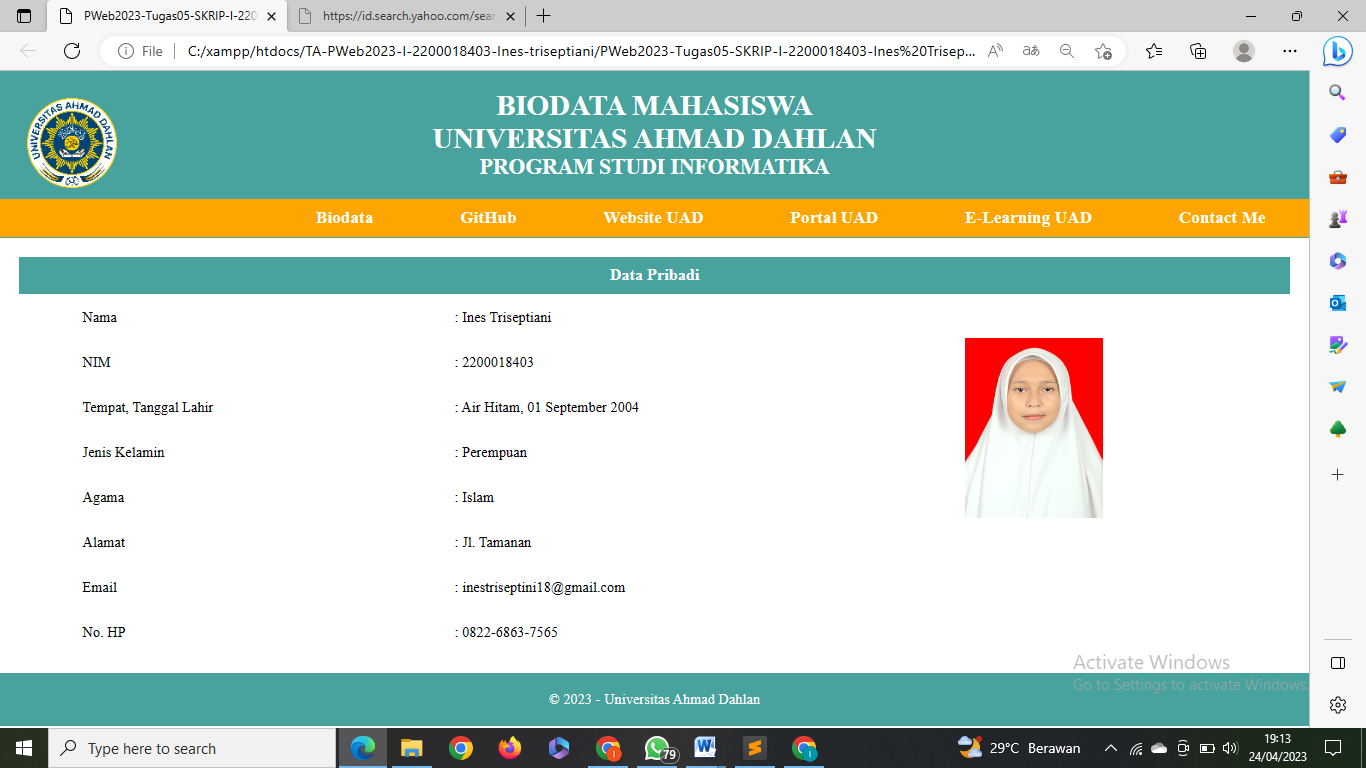 PWeb2023-Tugas05-SKRIP-I-220
https://id.search.yahoo.com/sear
File
C:/xampp/htdocs/TA-PWeb2023-I-2200018403-Ines-triseptiani/PWeb2023-Tugas05-SKRIP-I-2200018403-Ines%20Trisep...
UNIVERSITAS AHMAD DAHLAN
BIODATA MAHASISWA
UNIVERSITAS AHMAD DAHLAN
PROGRAM STUDI INFORMATIKA
Biodata GitHub Website UAD Portal UAD E-Learning UAD Contact Me
Data Pribadi
Nama : Ines Triseptiani
NIM : 2200018403
Tempat, Tanggal Lahir : Air Hitam, 01 September 2004
Jenis Kelamin : Perempuan
Agama : Islam
Alamat : Jl. Tamanan
Email : inestriseptini18@gmail.com
No. HP : 0822-6863-7565
Activate Windows
Go to Settings to activate Windows.
© 2023 - Universitas Ahmad Dahlan
Type here to search
79
29°C Berawan
19:13
24/04/2023